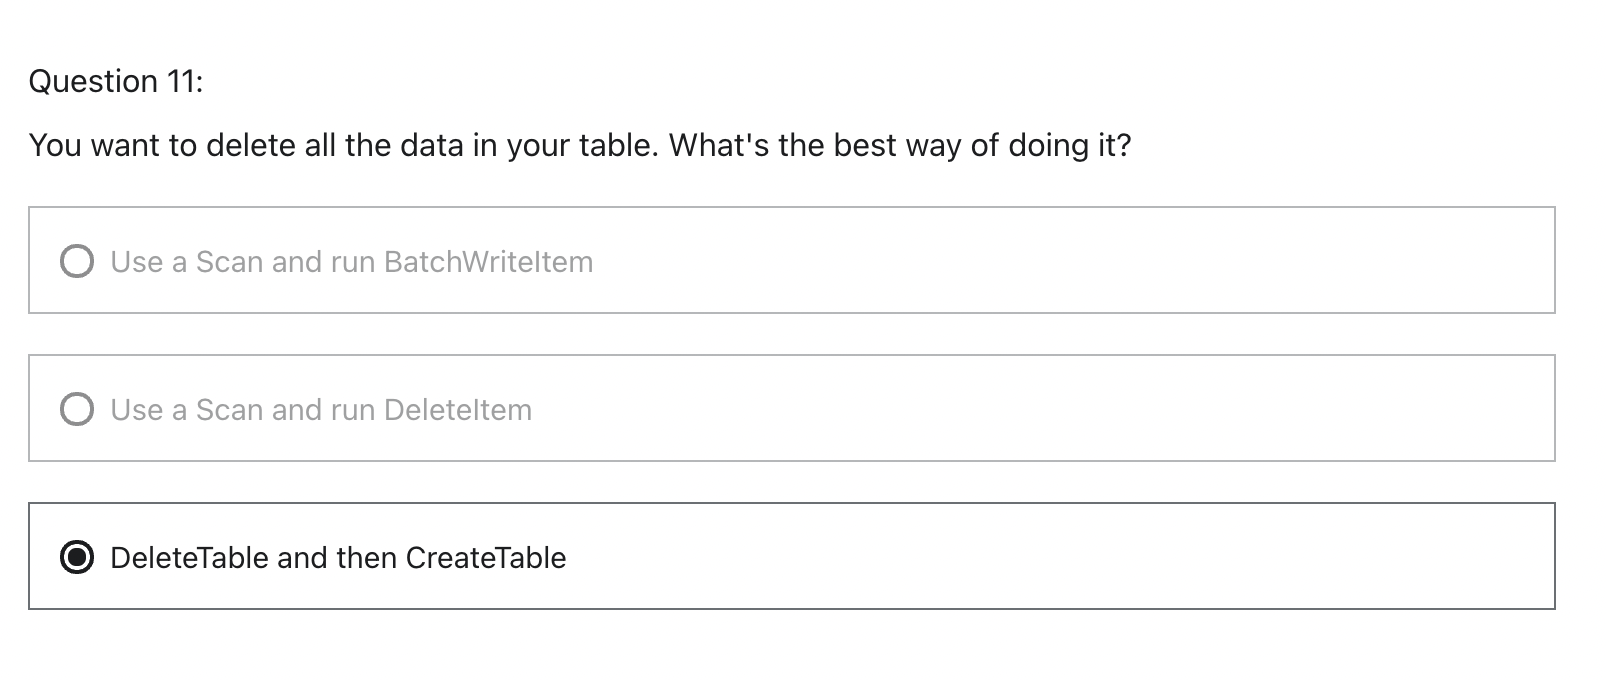 Question 11:
You want to delete all the data in your table. What's the best way of doing it?
Use a Scan and run BatchWriteItem
Use a Scan and run DeleteItem
DeleteTable and then CreateTable